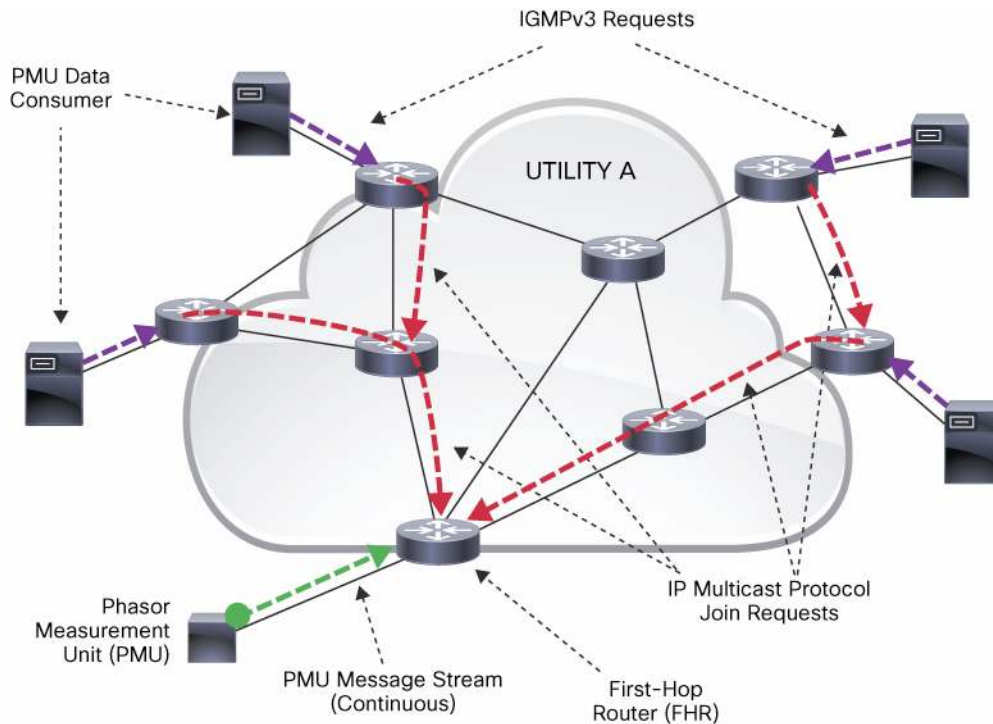 IGMPv3 Requests
PMU Data
Consumer
UTILITY A
IP Multicast Protocol
Join Requests
Phasor
Measurement
Unit (PMU)
PMU Message Stream
(Continuous)
First-Hop
Router (FHR)